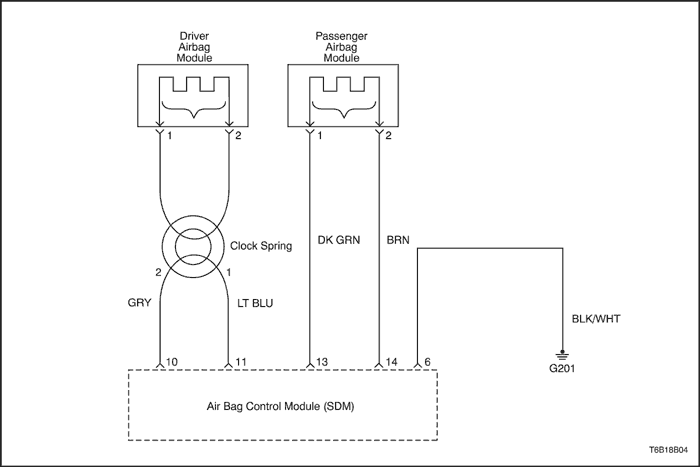 Driver
Airbag
Module
Passenger
Airbag
Module
1 2 1 2
Clock Spring
DK GRN BRN
2 1
GRY LT BLU
BLK/WHT
10 11 13 14 6
G201
Air Bag Control Module (SDM)
T6B18B04